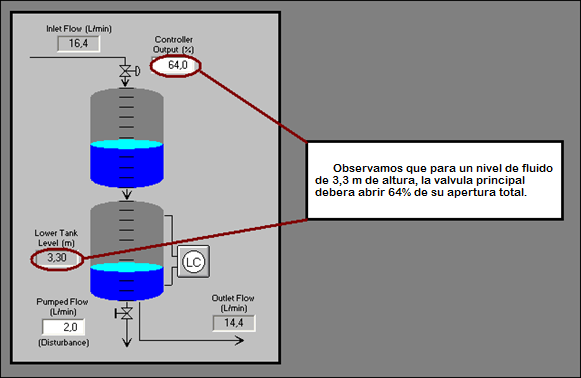 Inlet Flow (L/min)
16,4
Controller
Output (%)
64,0
Observamos que para un nivel de fluido
de 3,3 m de altura, la valvula principal
debera abrir 64% de su apertura total.
Lower Tank
Level (m)
3,30
LC
Pumped Flow
(L/min)
2,0
(Disturbance)
Outlet Flow
(L/min)
14,4